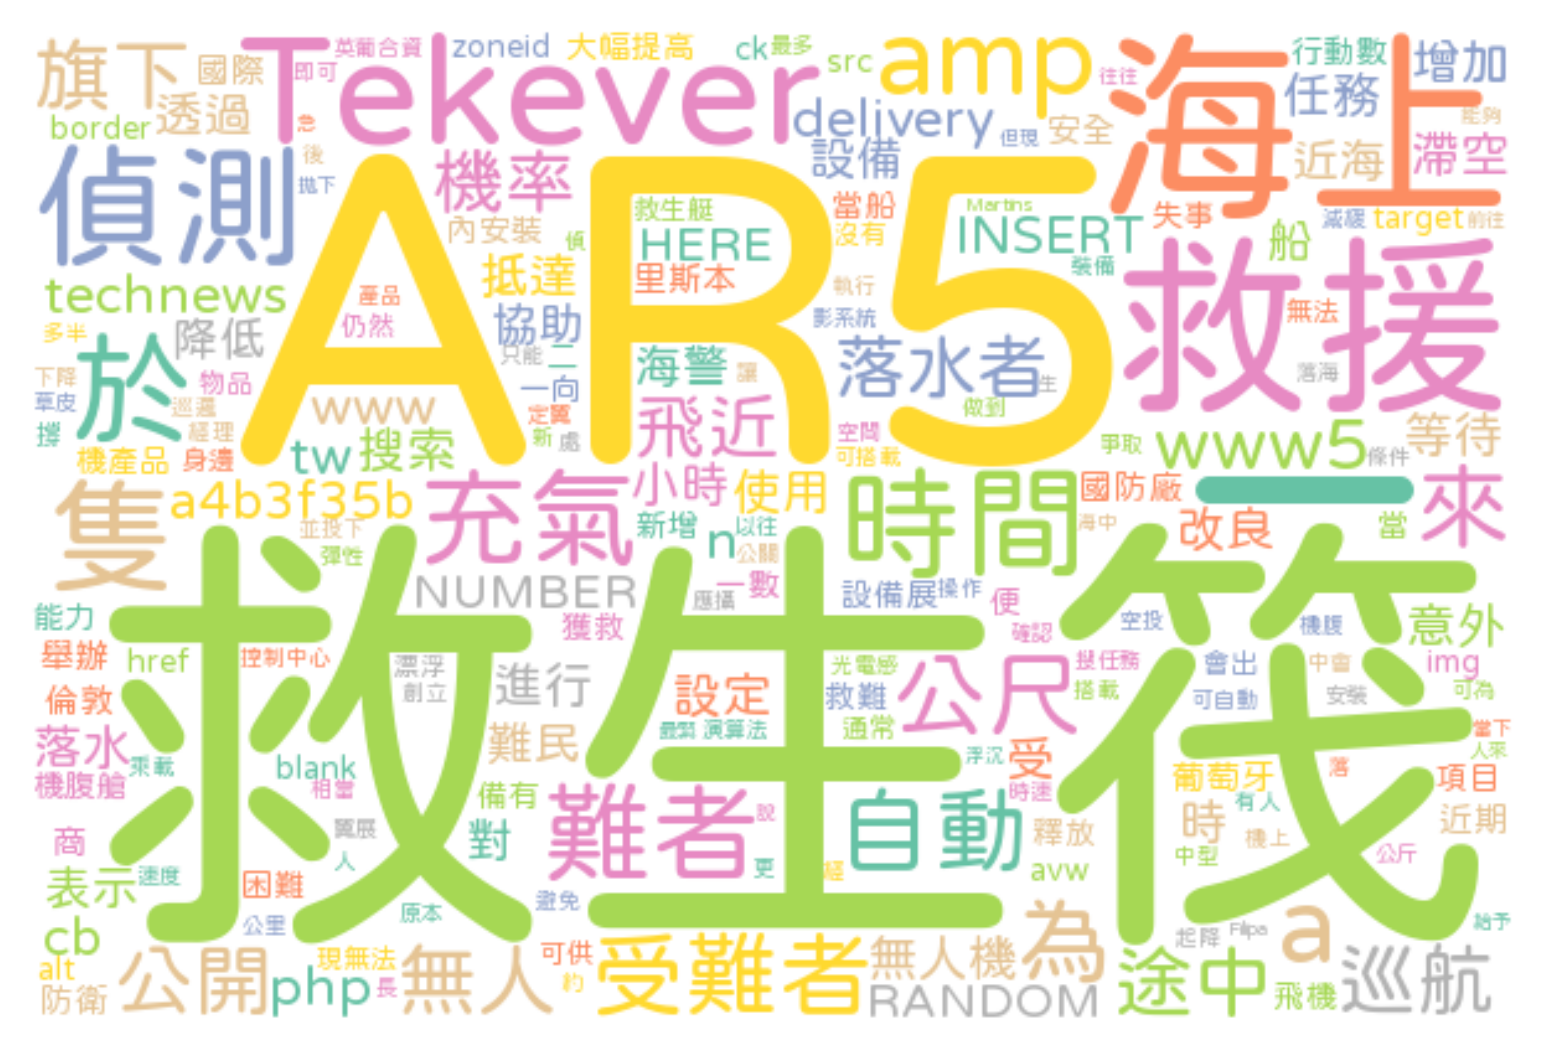 旗下 國際 Tekever 英葡合資 即可 zoneid 大幅提高 ck 最多 src amp 往往 海上 行動數 增加
border 透過 急 delivery 但現 安全 任務 能夠
偵測 後 拋下 機率 設備 近海 滯空
AR5 內安裝 偵 救生艇 HERE 當船 沒有 Martins INSERT 失事 減緩 target 前往
technews 產品 仍然 抵達 里斯本 執行 裝備 船 救援
多半 於 降低 協助 只能 二 影系統 無法
下降 草皮 物品 巡邏 一向 海警 讓 落水者 生 落海
撐 經理 www 定翼 新 處 飛近 做到 空間 爭取 www5 條件 等待
機產品 身邊 tw 搜索 可搭載
隻 a4b3f35b 充氣 小時 使用 時間 國防廠 一 來
並投下 彈性 新增 n 以往 公關 海中 改良 當
救生筏 NUMBER 應攝 一數 設備展 操作 便
能力 獲救 確認 空投 機腹 意外
舉辦 href 控制中心 漂浮 創立 進行 設定 光電感 公尺 搜任務 會出 中會 img
倫敦 救難 搭載 可自動 安裝 可為
落水 乘載 blank 難民 最緊 演算法 通常 浮沉 受 當下 人來
機腹艙 相當 備有 難者 說 自動 時速 葡萄牙 落 項目
商 翼展 人 對 釋放 時 有人 機上 近期
表示 速度 困難 更 經 avw 中型 公斤
cb 公里 原本 避免 起降 Filipa a 給予
alt 公開 現無法 無人 可供 受難者 無人機 為 途中 巡航
防衛 php 長 約 RANDOM 飛機